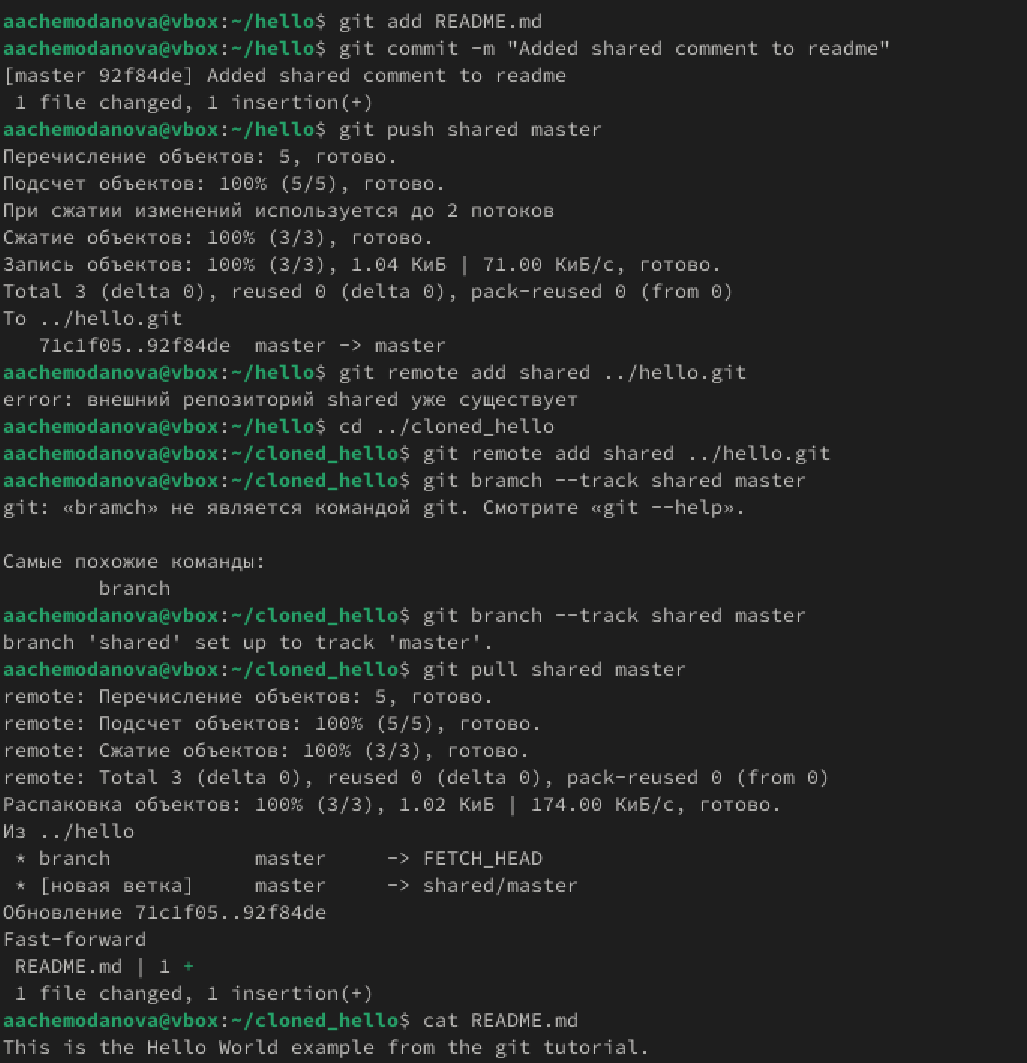 aachemodanova@vbox:~/hello$ git add README.md
aachemodanova@vbox:~/hello$ git commit -m "Added shared comment to readme"
[master 92f84de] Added shared comment to readme
 1 file changed, 1 insertion(+)
aachemodanova@vbox:~/hello$ git push shared master
Перечисление объектов: 5, готово.
Подсчет объектов: 100% (5/5), готово.
При сжатии изменений используется до 2 потоков
Сжатие объектов: 100% (3/3), готово.
Запись объектов: 100% (3/3), 1.04 КиБ | 71.00 КиБ/с, готово.
Total 3 (delta 0), reused 0 (delta 0), pack-reused 0 (from 0)
To ../hello.git
   71c1f05..92f84de  master -> master
aachemodanova@vbox:~/hello$ git remote add shared ../hello.git
error: внешний репозиторий shared уже существует
aachemodanova@vbox:~/hello$ cd ../cloned_hello
aachemodanova@vbox:~/cloned_hello$ git remote add shared ../hello.git
aachemodanova@vbox:~/cloned_hello$ git bramch --track shared master
git: «bramch» не является командой git. Смотрите «git --help».

Самые похожие команды:
        branch
aachemodanova@vbox:~/cloned_hello$ git branch --track shared master
branch 'shared' set up to track 'master'.
aachemodanova@vbox:~/cloned_hello$ git pull shared master
remote: Перечисление объектов: 5, готово.
remote: Подсчет объектов: 100% (5/5), готово.
remote: Сжатие объектов: 100% (3/3), готово.
remote: Total 3 (delta 0), reused 0 (delta 0), pack-reused 0 (from 0)
Распаковка объектов: 100% (3/3), 1.02 КиБ | 174.00 КиБ/с, готово.
Из ../hello
 * branch            master     -> FETCH_HEAD
 * [новая ветка]     master     -> shared/master
Обновление 71c1f05..92f84de
Fast-forward
 README.md | 1 +
 1 file changed, 1 insertion(+)
aachemodanova@vbox:~/cloned_hello$ cat README.md
This is the Hello World example from the git tutorial.